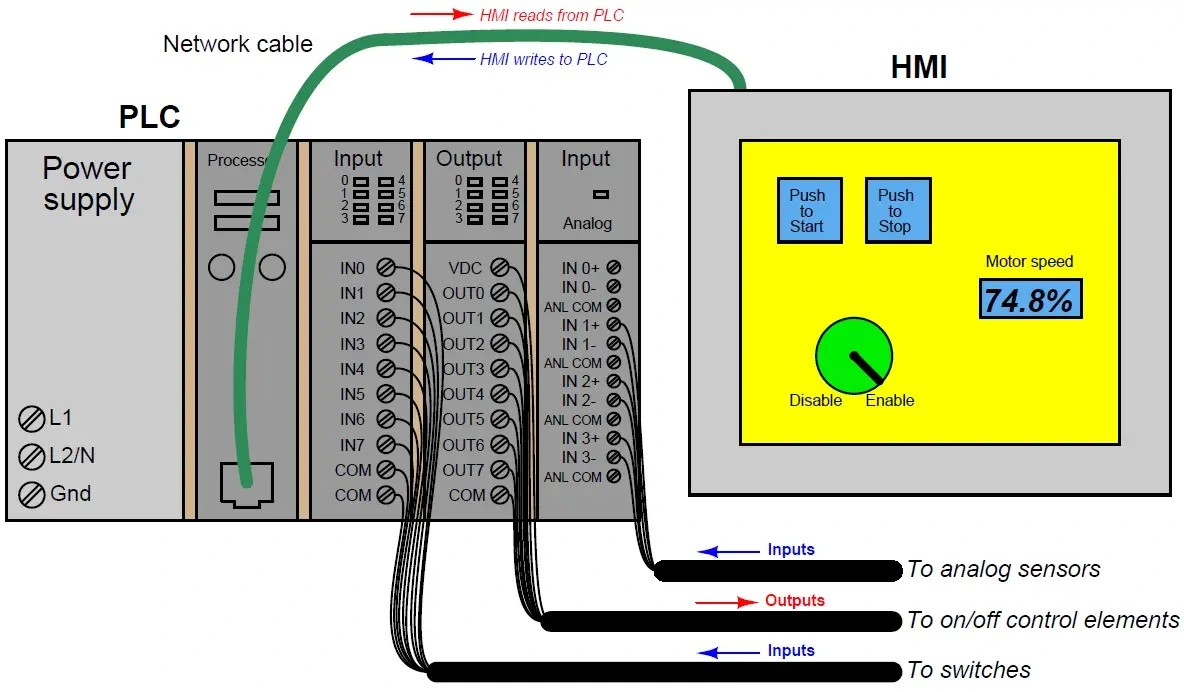 HMI reads from PLC
Network cable
HMI writes to PLC
HMI
PLC
Power
supply
L1
L2/N
Gnd
Input
0 4
1 5
2 6
3 7
IN0
IN1
IN2
IN3
IN4
IN5
IN6
IN7
COM
COM
Output
0 4
1 5
2 6
3 7
VDC
OUT0
OUT1
OUT2
OUT3
OUT4
OUT5
OUT6
OUT7
COM
Input
Analog
IN 0+
IN 0-
ANL COM
IN 1+
IN 1-
ANL COM
IN 2+
IN 2-
ANL COM
IN 3+
IN 3-
ANL COM
Push
to
Start
Push
to
Stop
Motor speed
74.8%
Disable
Enable
Inputs
To analog sensors
Outputs
To on/off control elements
Inputs
To switches